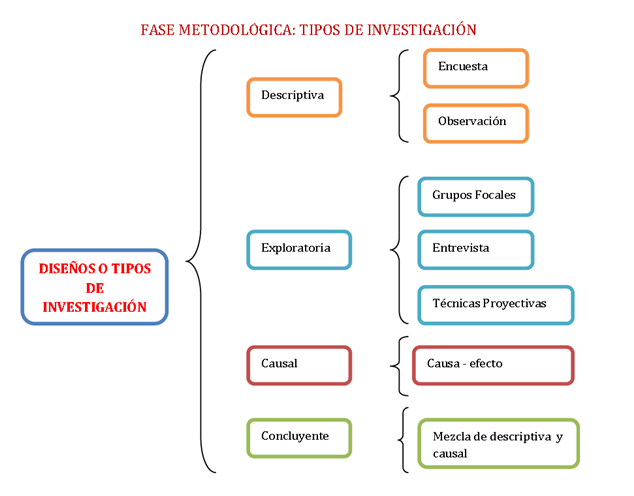 FASE METODOLÓGICA: TIPOS DE INVESTIGACIÓN
DISEÑOS O TIPOS
DE
INVESTIGACIÓN
Descriptiva
Encuesta
Observación
Exploratoria
Grupos Focales
Entrevista
Técnicas Proyectivas
Causal
Causa - efecto
Concluyente
Mezcla de descriptiva y
causal